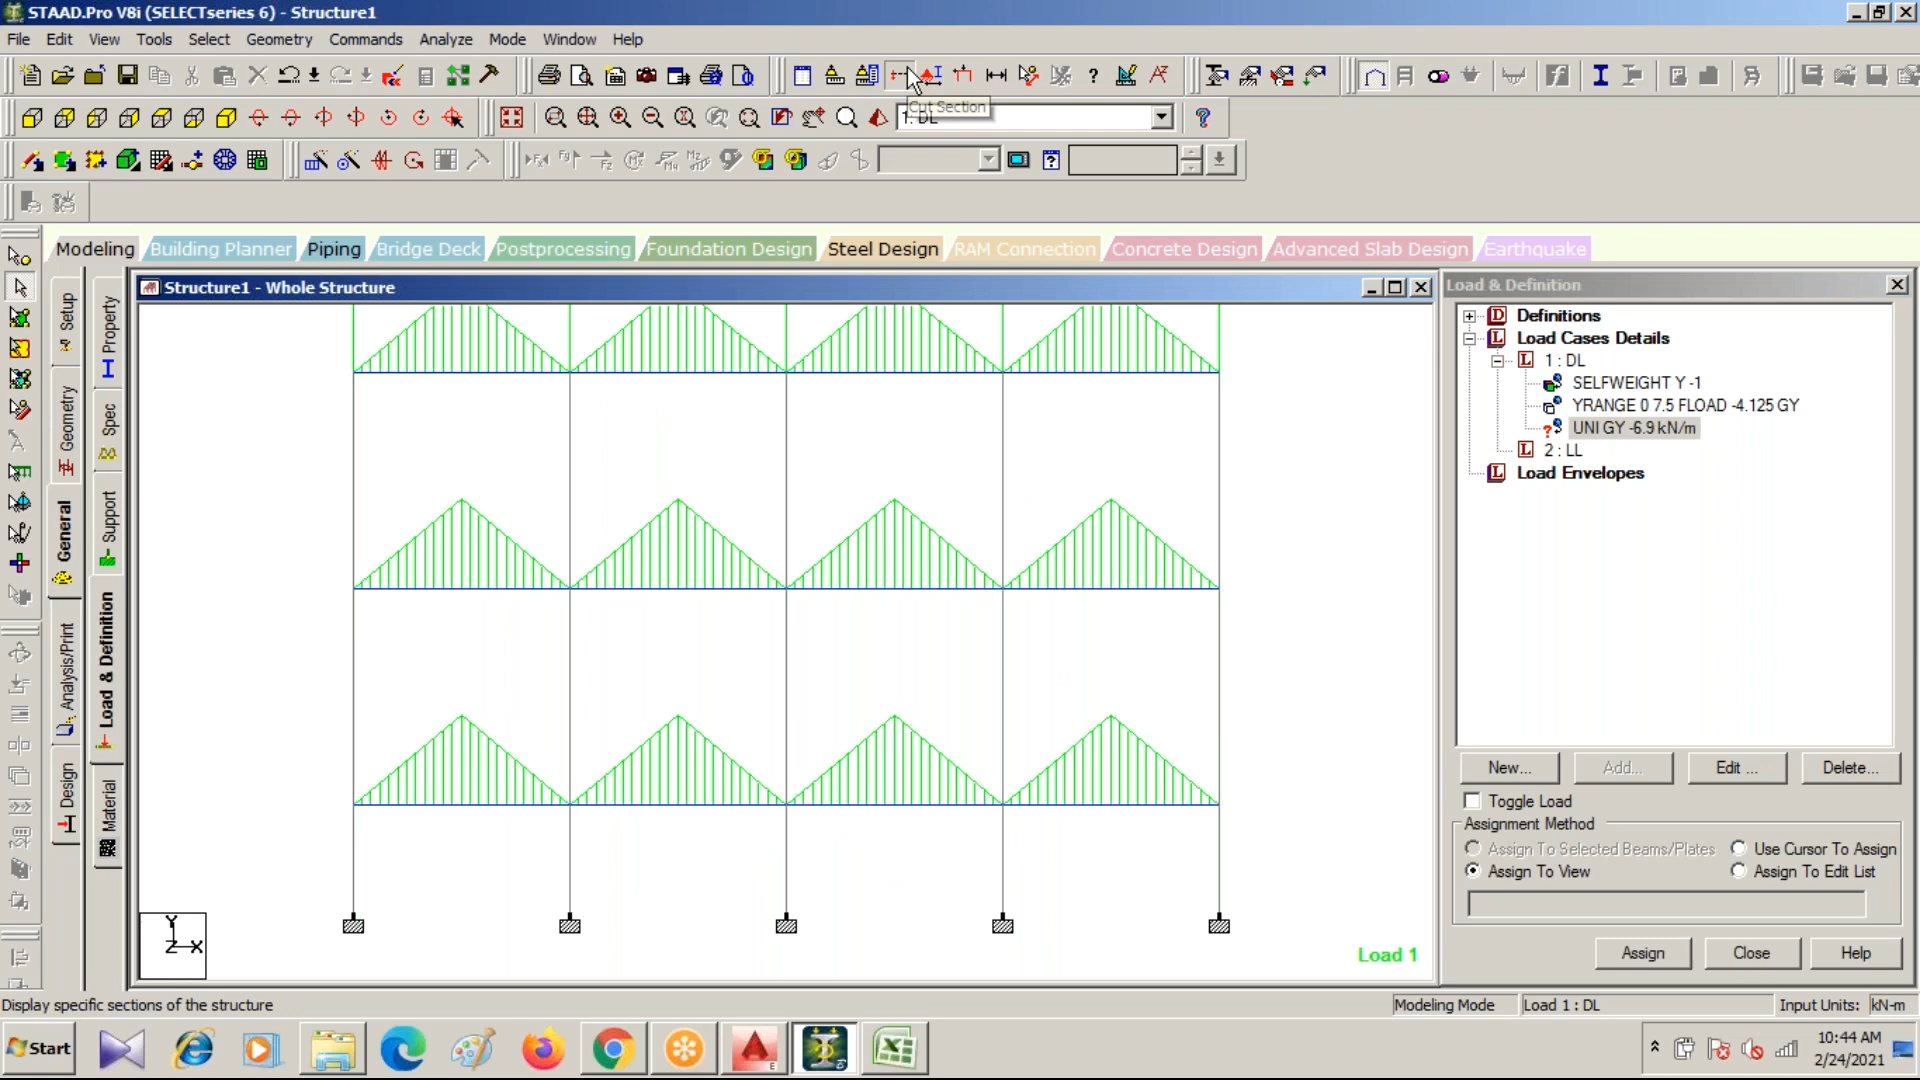 STAAD.Pro V8i (SELECTseries 6) - Structure1
File Edit View Tools Select Geometry Commands Analyze Mode Window Help
Cut Section
1: DL
Modeling Building Planner Piping Bridge Deck Postprocessing Foundation Design Steel Design RAM Connection Concrete Design Advanced Slab Design Earthquake
Setup
Geometry
General
Analysis/Print
Design
Property
Spec
Support
Load & Definition
Material
Structure1 - Whole Structure
Y
Z X
Load 1
Load & Definition
Definitions
Load Cases Details
1 : DL
SELFWEIGHT Y -1
YRANGE 0 7.5 FLOAD -4.125 GY
UNI GY -6.9 kN/m
2 : LL
Load Envelopes
New... Add... Edit ... Delete...
Toggle Load
Assignment Method
Assign To Selected Beams/Plates Use Cursor To Assign
Assign To View Assign To Edit List
Assign Close Help
Display specific sections of the structure Modeling Mode Load 1 : DL Input Units: kN-m
Start
10:44 AM
2/24/2021